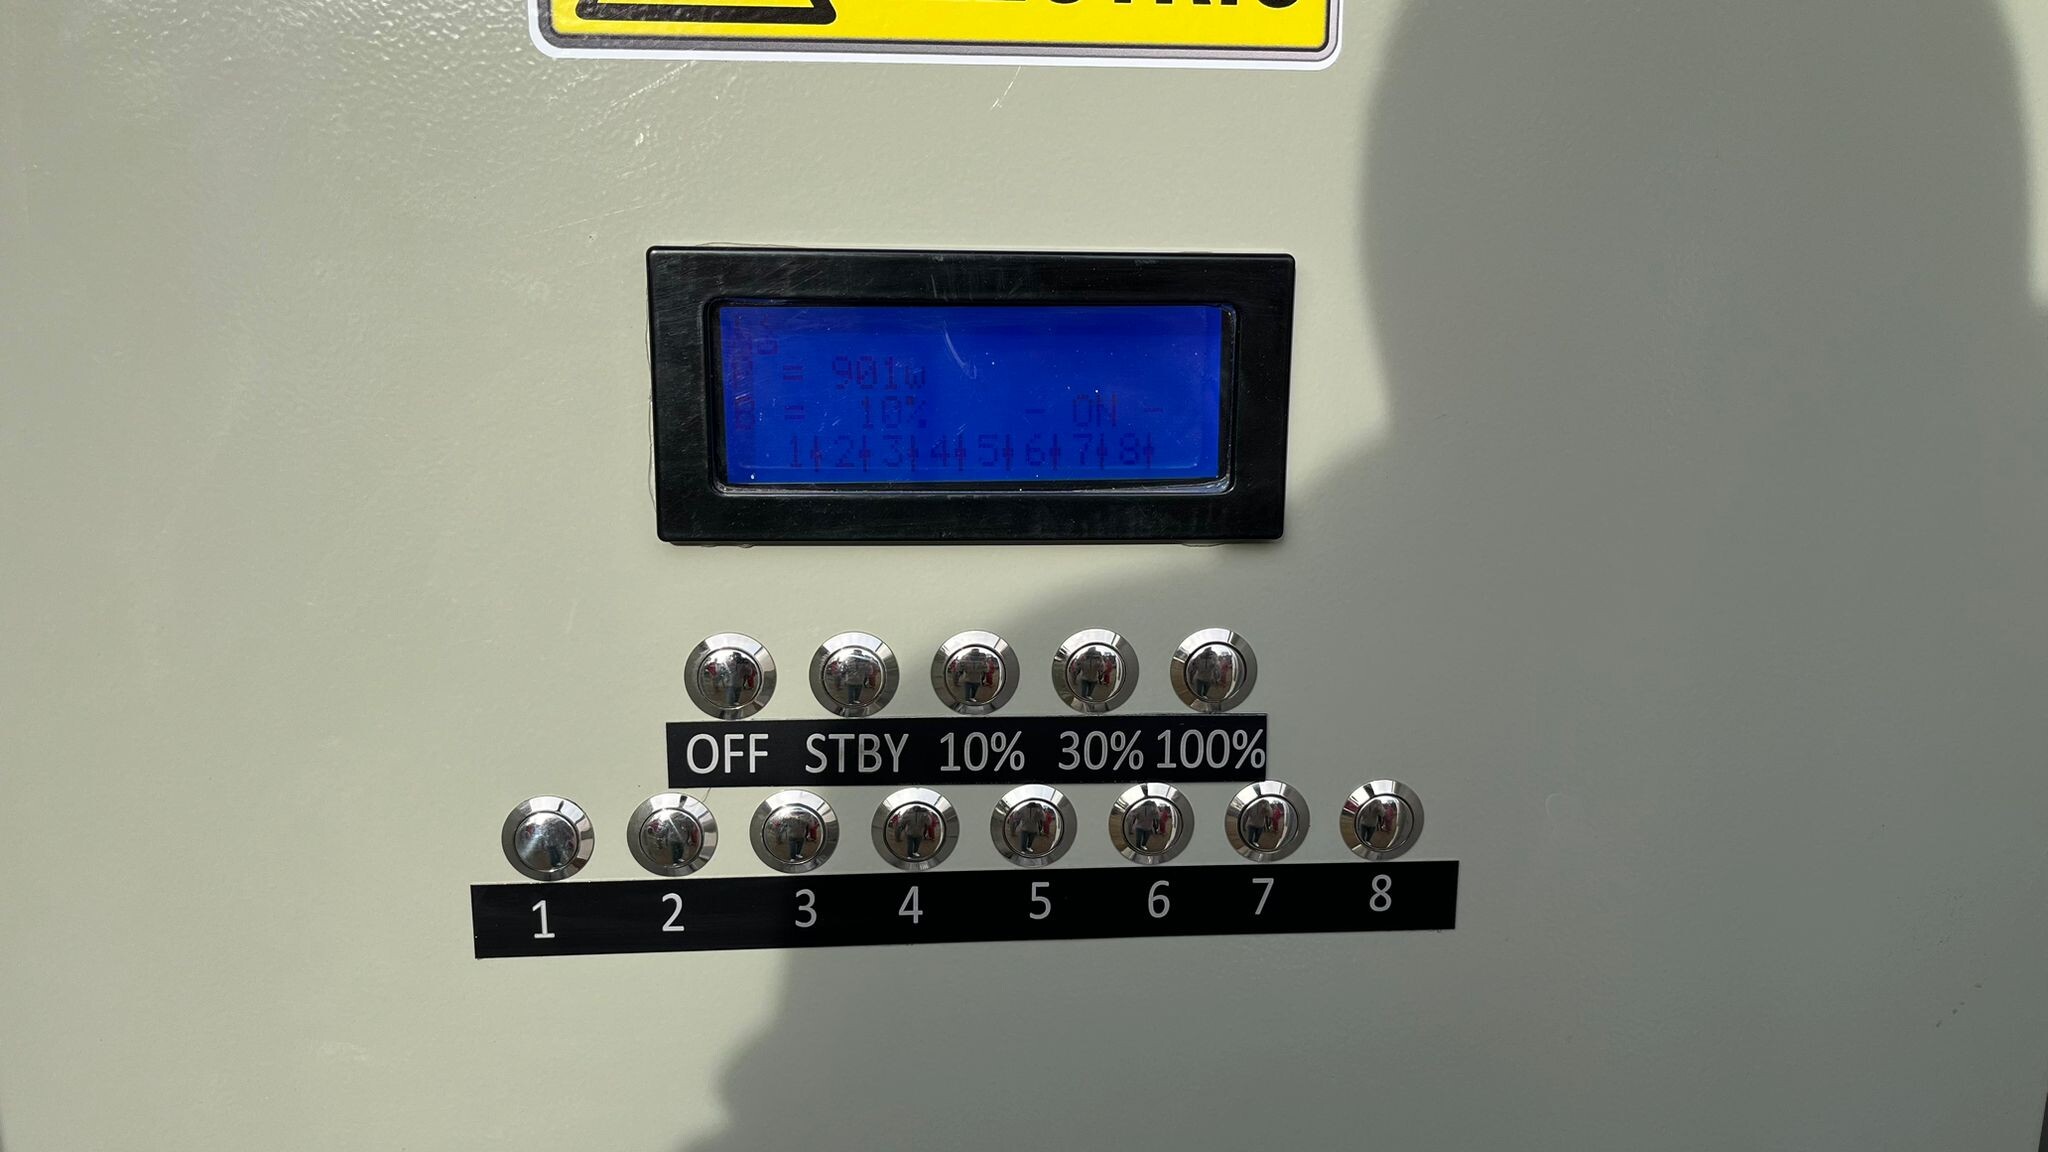 = 901w
= 10% - ON -
1 2 3 4 5 6 7 8
OFF STBY 10% 30% 100%
1 2 3 4 5 6 7 8